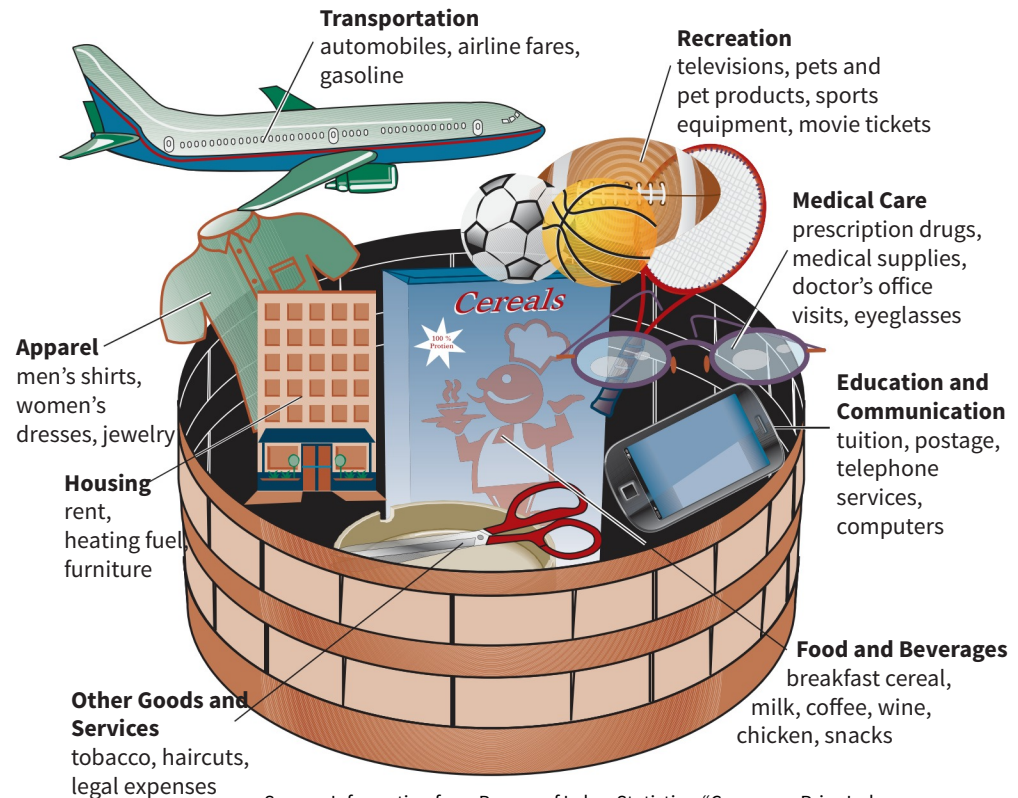 Transportation
automobiles, airline fares,
gasoline
Recreation
televisions, pets and
pet products, sports
equipment, movie tickets
Medical Care
prescription drugs,
medical supplies,
doctor's office
visits, eyeglasses
Cereals
100 %
Protien
Apparel
men's shirts,
women's
dresses, jewelry
Education and
Communication
tuition, postage,
telephone
services,
computers
Housing
rent,
heating fuel,
furniture
Food and Beverages
breakfast cereal,
milk, coffee, wine,
chicken, snacks
Other Goods and
Services
tobacco, haircuts,
legal expenses